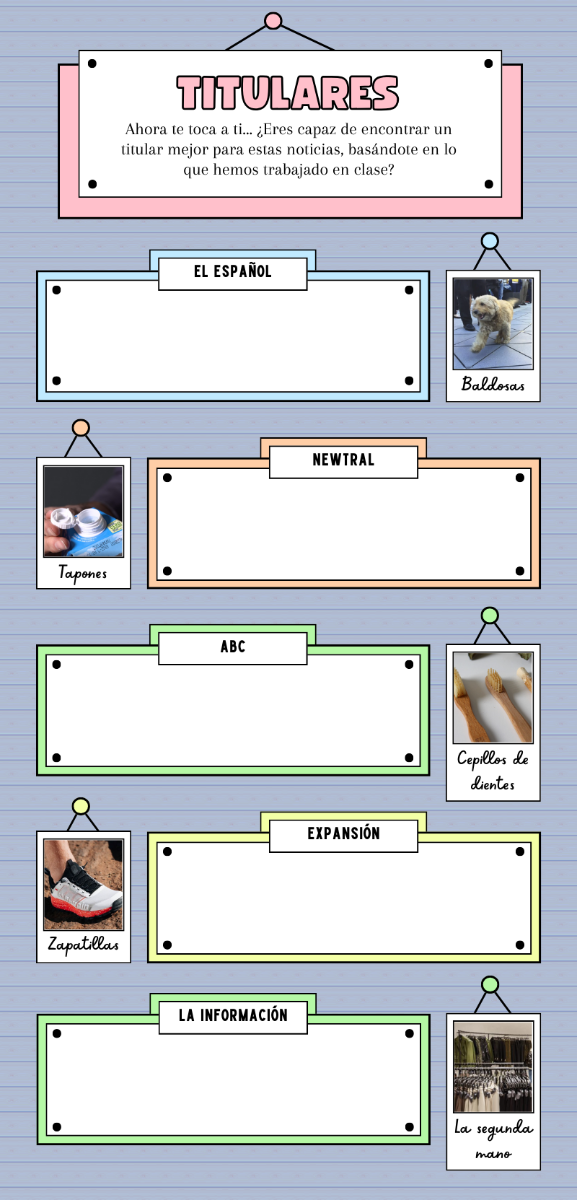 TITULARES
Ahora te toca a ti... ¿Eres capaz de encontrar un
titular mejor para estas noticias, basándote en lo
que hemos trabajado en clase?
EL ESPAÑOL
Baldosas
NEWTRAL
Tapones
ABC
Cepillos de
dientes
EXPANSIÓN
Zapatillas
LA INFORMACIÓN
La segunda
mano